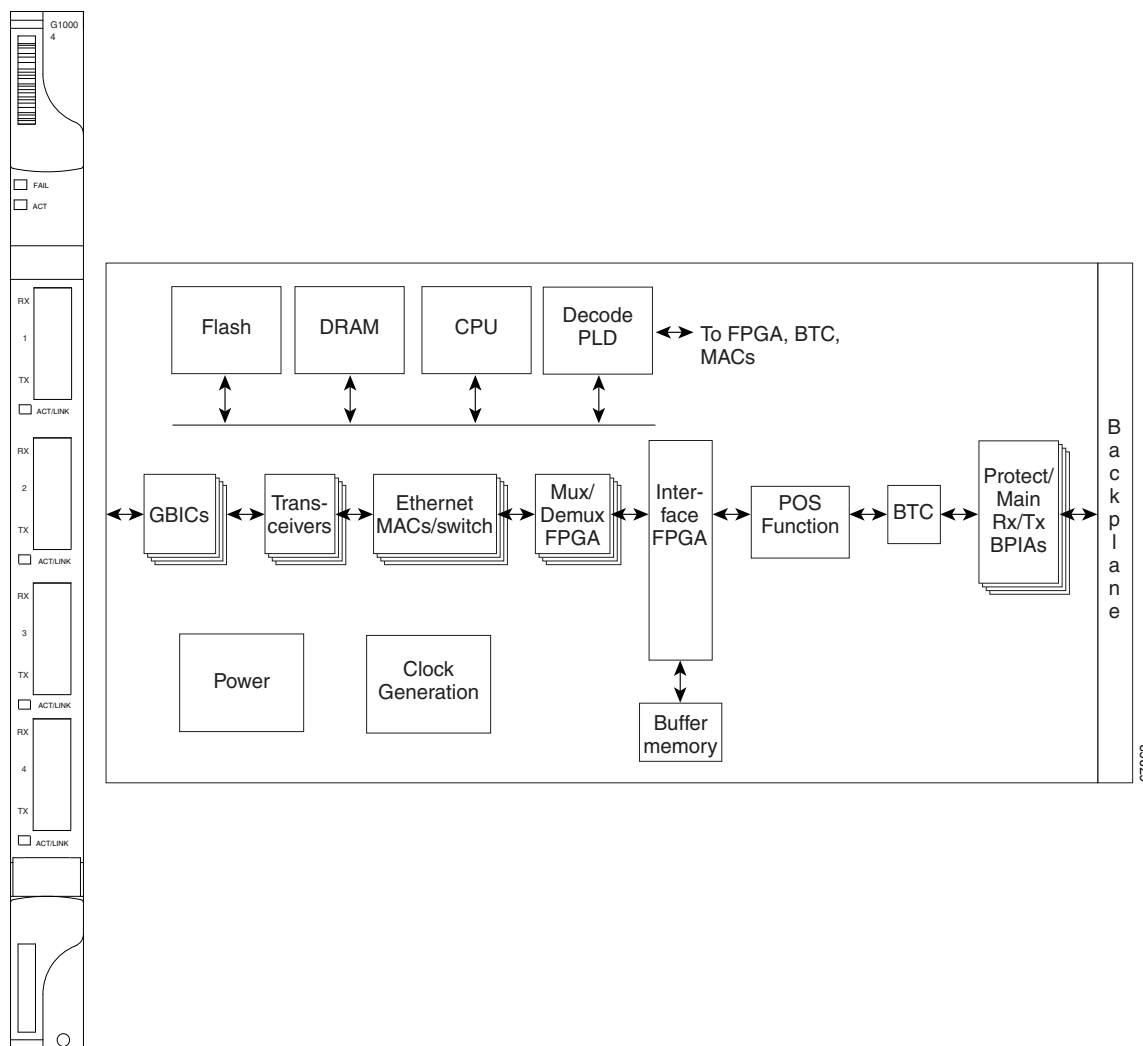 G1000
4
FAIL
ACT
RX
1
TX
ACT/LINK
RX
2
TX
ACT/LINK
RX
3
TX
ACT/LINK
RX
4
TX
ACT/LINK
Flash
DRAM
CPU
Decode
PLD
To FPGA, BTC,
MACs
GBICs
Trans-
ceivers
Ethernet
MACs/switch
Mux/
Demux
FPGA
Inter-
face
FPGA
POS
Function
BTC
Protect/
Main
Rx/Tx
BPIAs
Power
Clock
Generation
Buffer
memory
Backplane